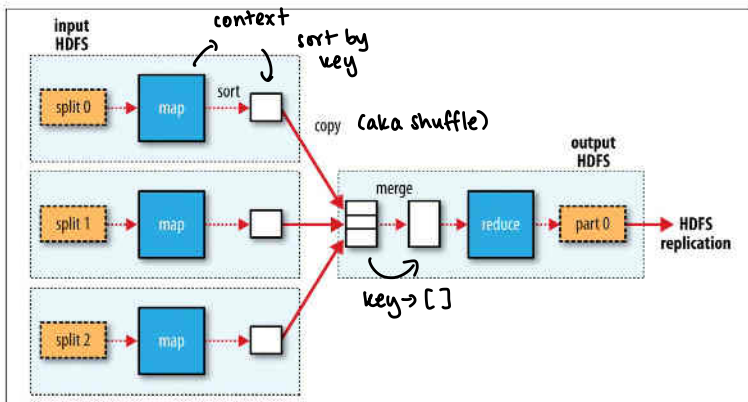 input
HDFS
context
sort by
key
split 0
map
sort
copy
(aka shuffle)
output
HDFS
split 1
map
merge
reduce
part 0
HDFS
replication
key→[]
split 2
map